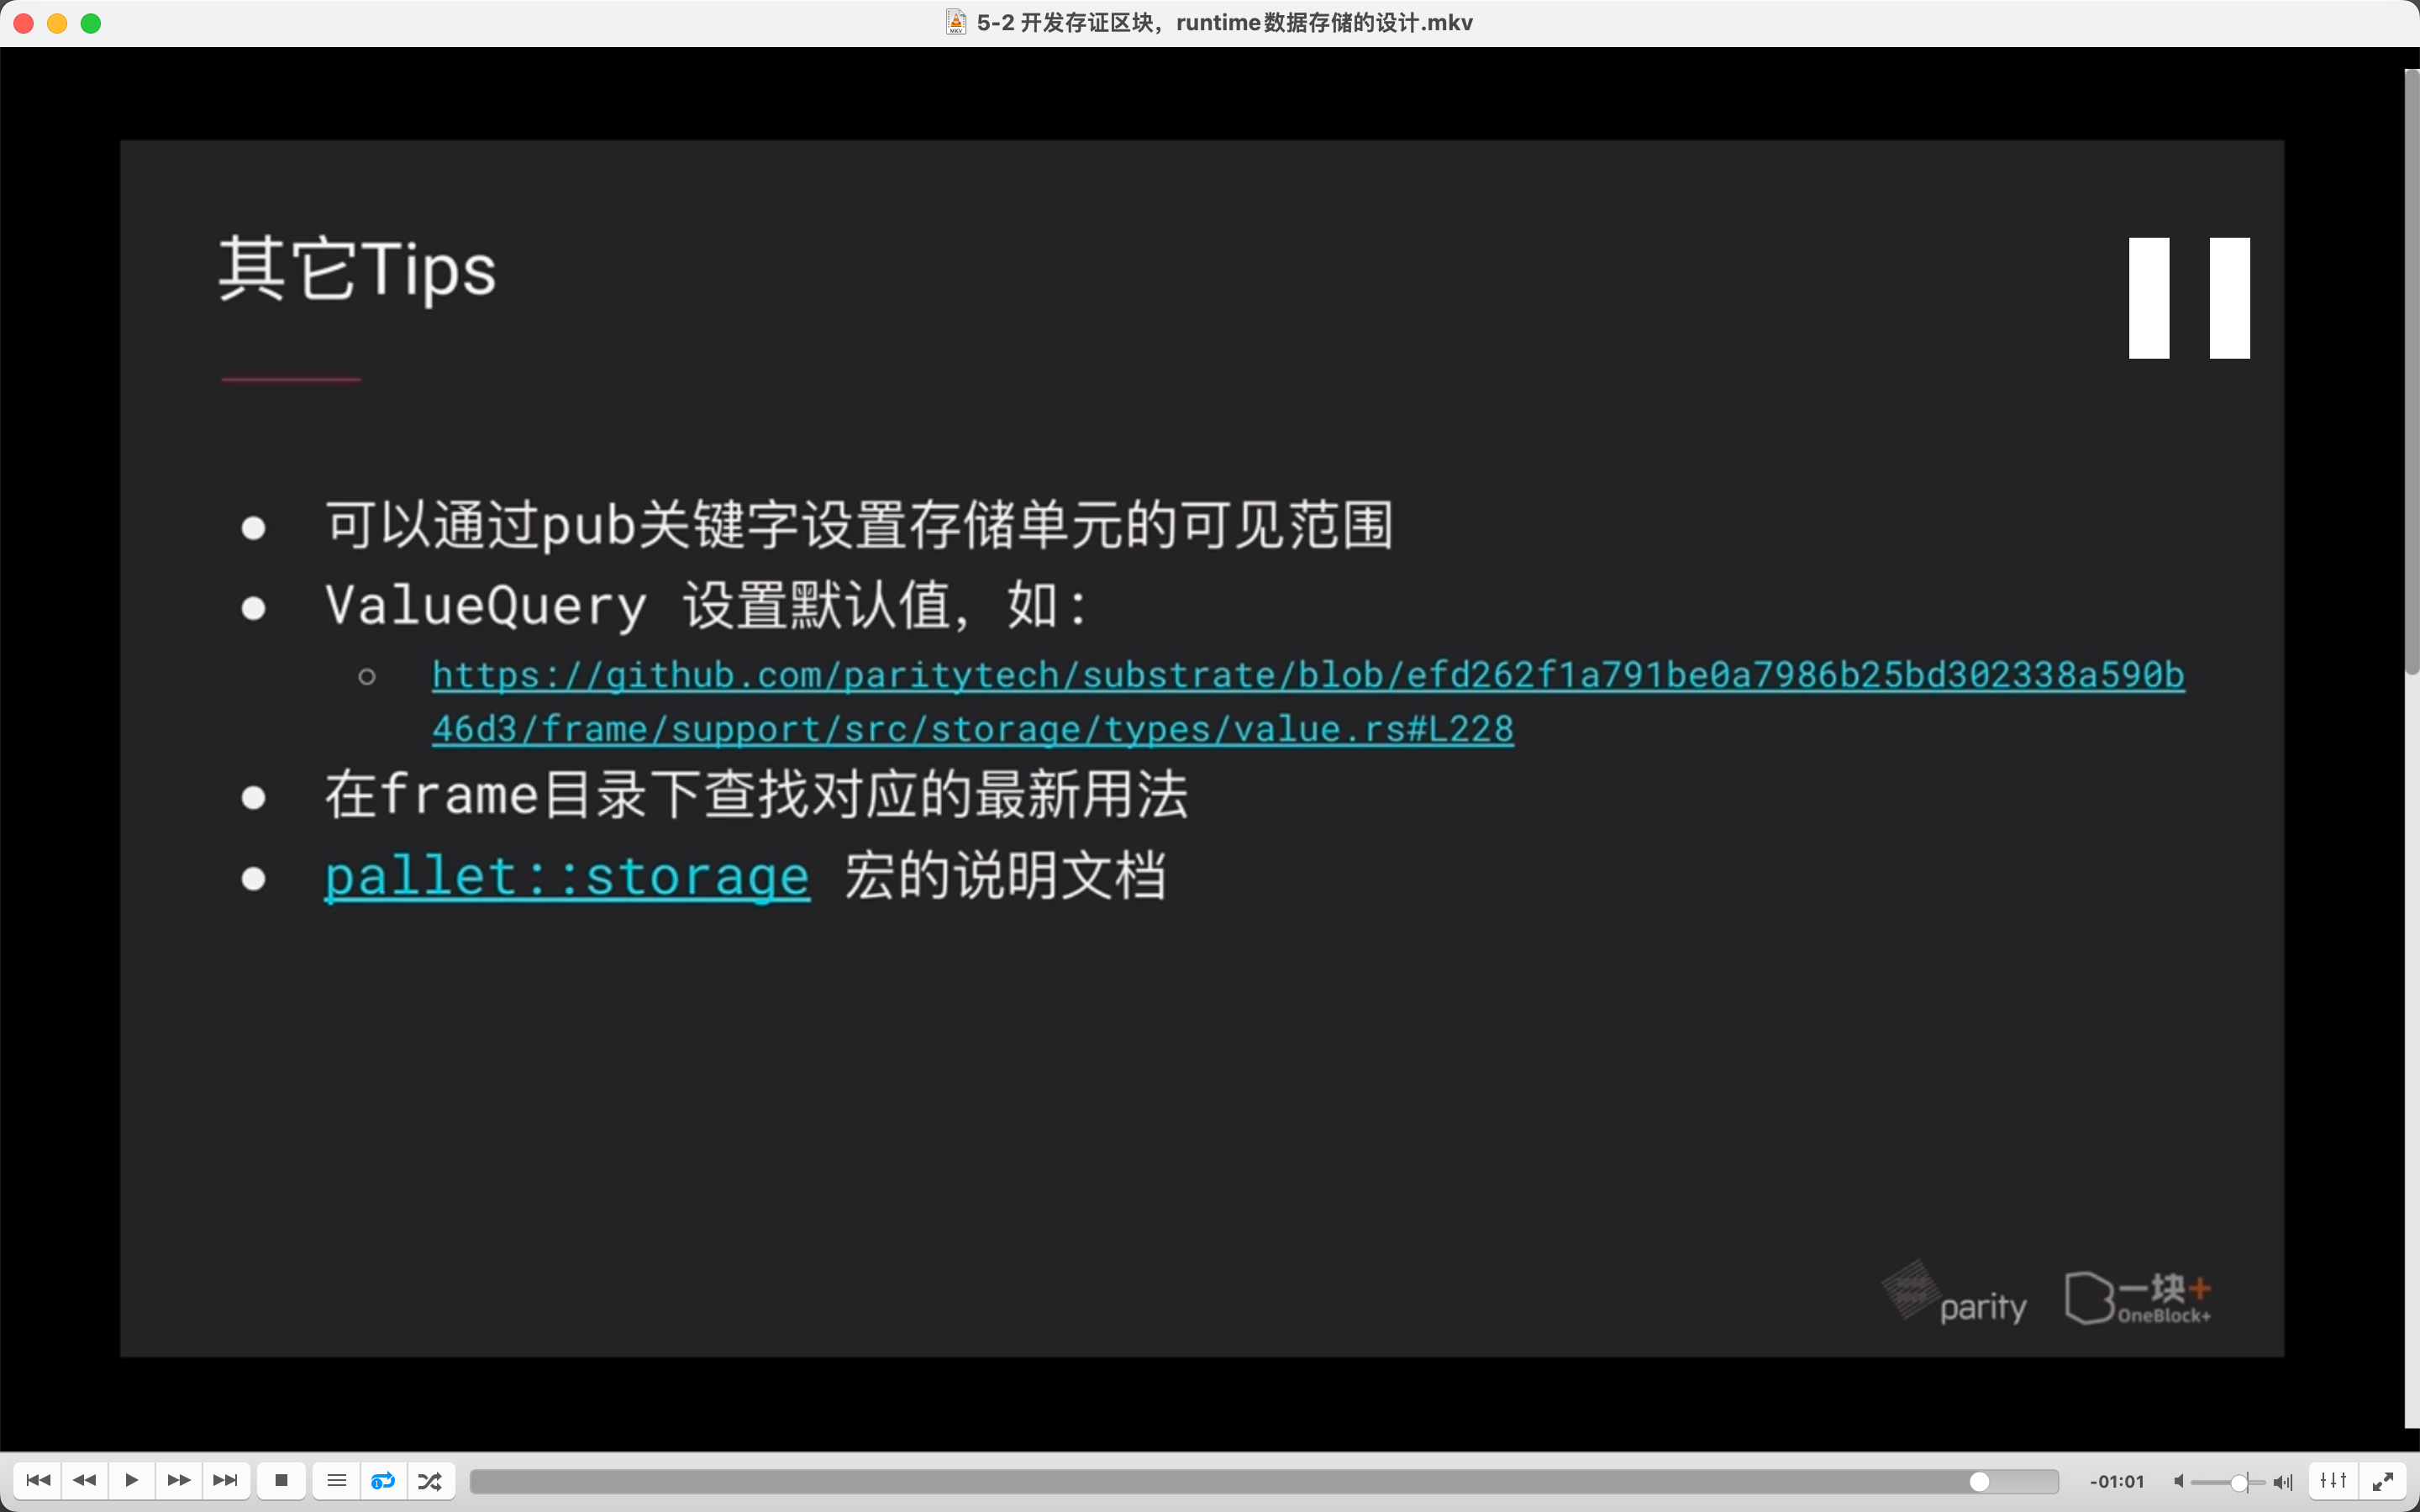 5-2 开发存证区块，runtime数据存储的设计.mkv
其它Tips
可以通过pub关键字设置存储单元的可见范围
ValueQuery 设置默认值，如：
https://github.com/paritytech/substrate/blob/efd262f1a791be0a7986b25bd302338a590b
46d3/frame/support/src/storage/types/value.rs#L228
在frame目录下查找对应的最新用法
pallet::storage 宏的说明文档
parity
一块+
OneBlock+
-01:01